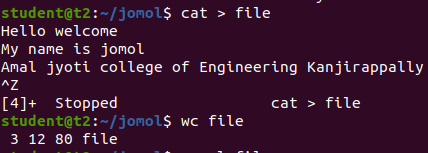 student@t2:~/jomol$ cat > file
Hello welcome
My name is jomol
Amal jyoti college of Engineering Kanjirappally
^Z
[4]+  Stopped                 cat > file
student@t2:~/jomol$ wc file
 3 12 80 file